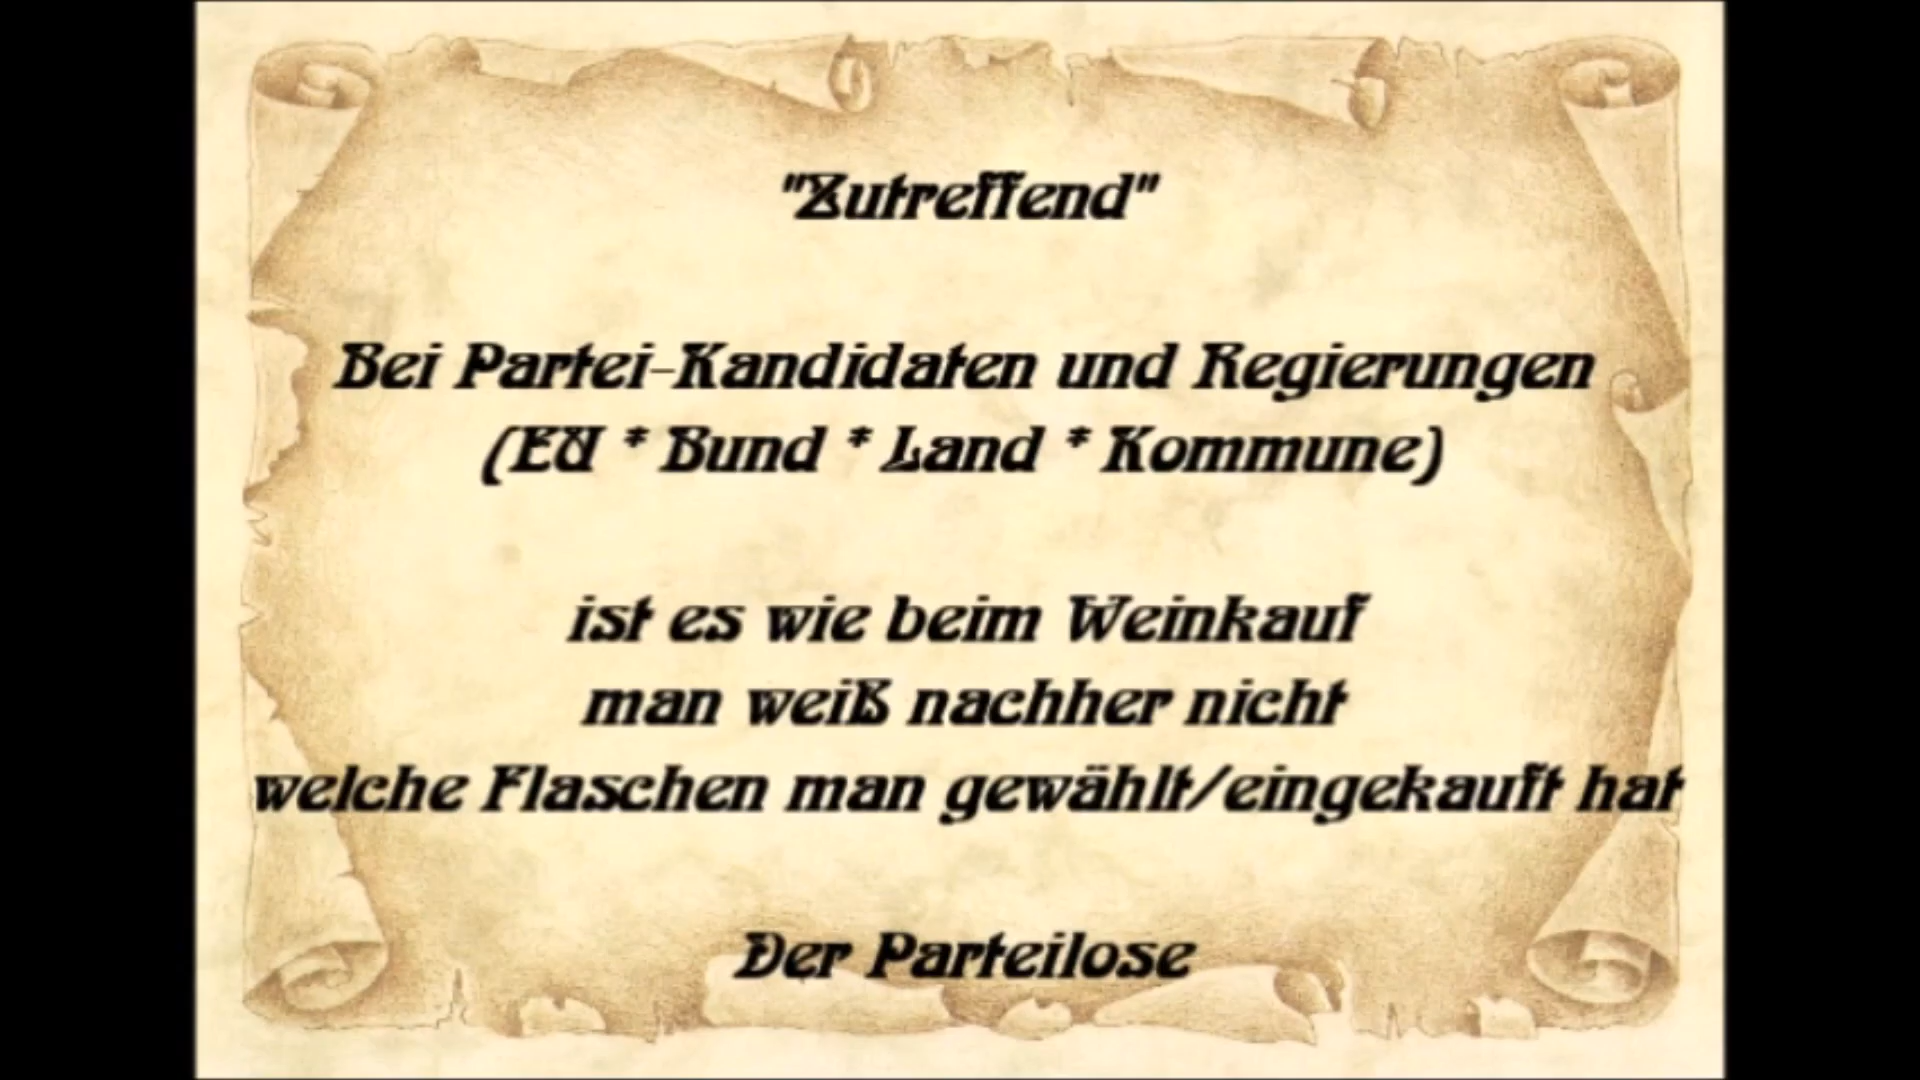 "Zutreffend"
Bei Partei-Kandidaten und Regierungen
(EU * Bund * Land * Kommune)
ist es wie beim Weinkauf
man weiß nachher nicht
welche Flaschen man gewählt/eingekauft hat
Der Parteilose